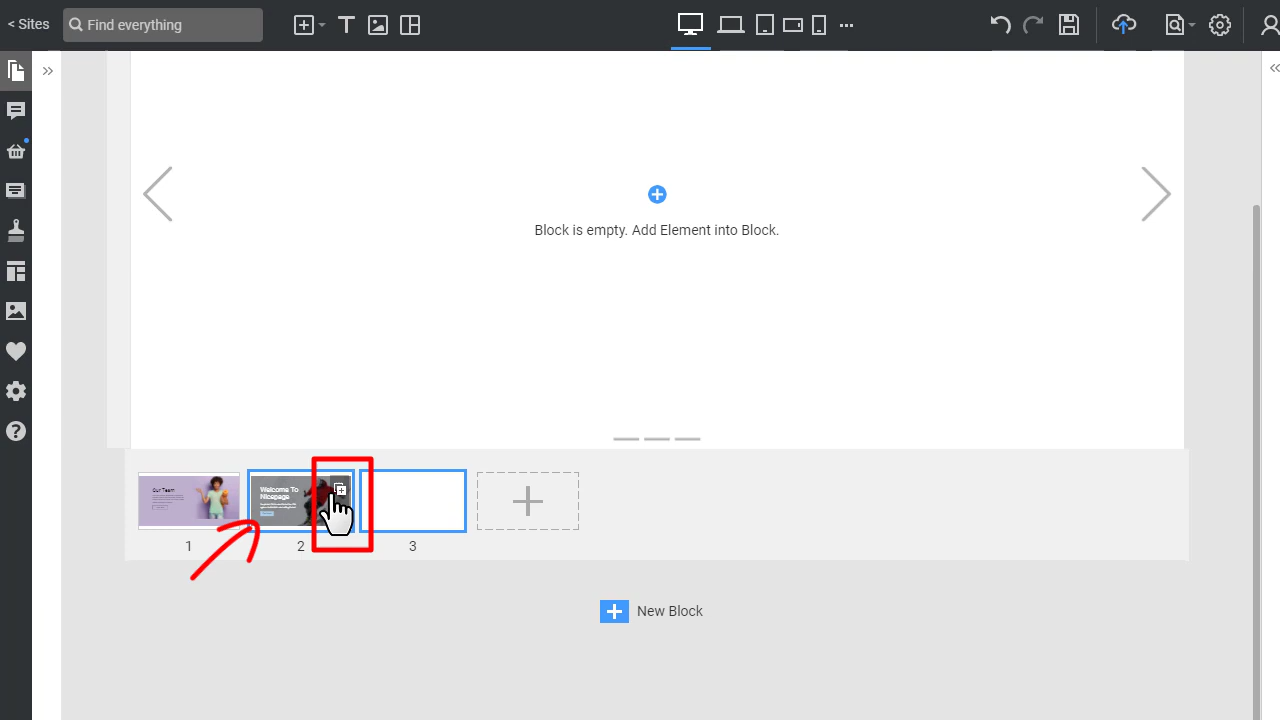 < Sites
Find everything
Block is empty. Add Element into Block.
Our Team
Welcome To
Nicepage
1
2
3
New Block